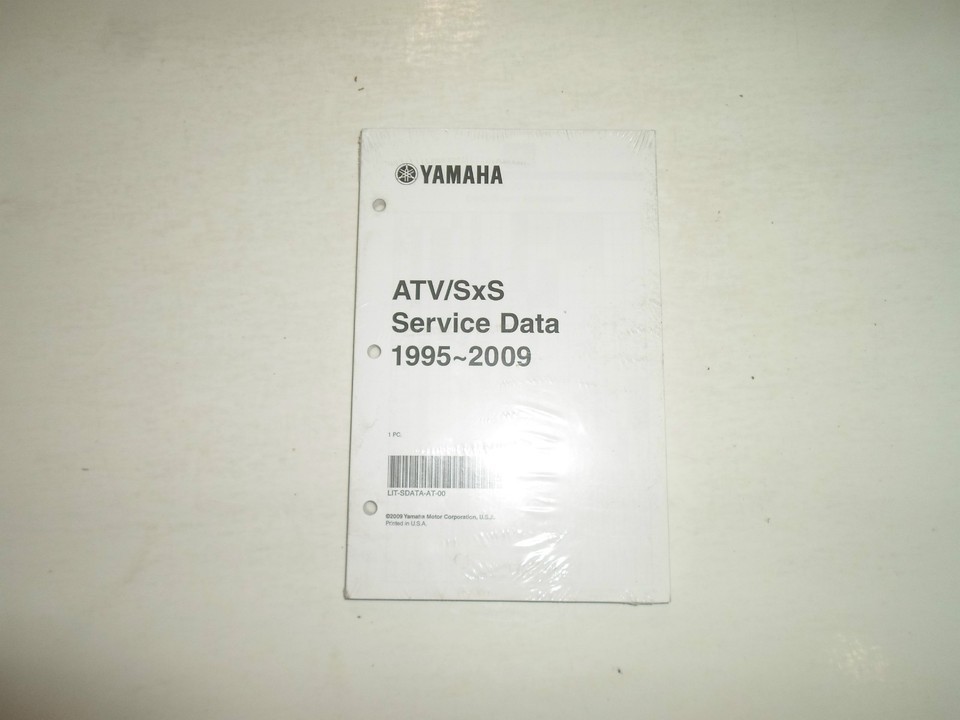 YAMAHA
ATV/SxS
Service Data
1995~2009
1 PC.
LIT-SDATA-AT-00
©2009 Yamaha Motor Corporation, U.S.A.
Printed in U.S.A.